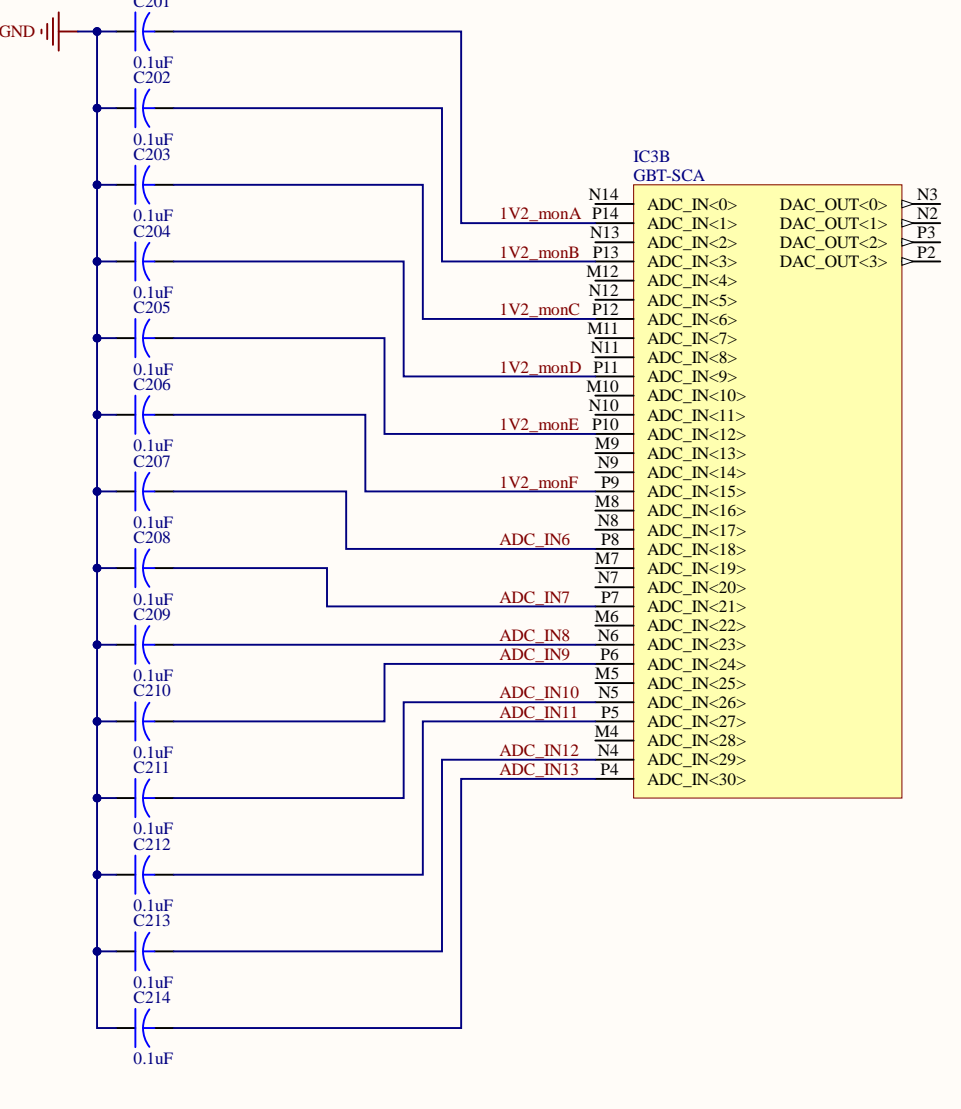 C201
GND
0.1uF
C202
0.1uF
C203
0.1uF
C204
0.1uF
C205
0.1uF
C206
0.1uF
C207
0.1uF
C208
0.1uF
C209
0.1uF
C210
0.1uF
C211
0.1uF
C212
0.1uF
C213
0.1uF
C214
0.1uF
IC3B
GBT-SCA
N14 ADC_IN<0> DAC_OUT<0> N3
1V2_monA P14 ADC_IN<1> DAC_OUT<1> N2
N13 ADC_IN<2> DAC_OUT<2> P3
1V2_monB P13 ADC_IN<3> DAC_OUT<3> P2
M12 ADC_IN<4>
N12 ADC_IN<5>
1V2_monC P12 ADC_IN<6>
M11 ADC_IN<7>
N11 ADC_IN<8>
1V2_monD P11 ADC_IN<9>
M10 ADC_IN<10>
N10 ADC_IN<11>
1V2_monE P10 ADC_IN<12>
M9 ADC_IN<13>
N9 ADC_IN<14>
1V2_monF P9 ADC_IN<15>
M8 ADC_IN<16>
N8 ADC_IN<17>
ADC_IN6 P8 ADC_IN<18>
M7 ADC_IN<19>
N7 ADC_IN<20>
ADC_IN7 P7 ADC_IN<21>
M6 ADC_IN<22>
ADC_IN8 N6 ADC_IN<23>
ADC_IN9 P6 ADC_IN<24>
M5 ADC_IN<25>
ADC_IN10 N5 ADC_IN<26>
ADC_IN11 P5 ADC_IN<27>
M4 ADC_IN<28>
ADC_IN12 N4 ADC_IN<29>
ADC_IN13 P4 ADC_IN<30>